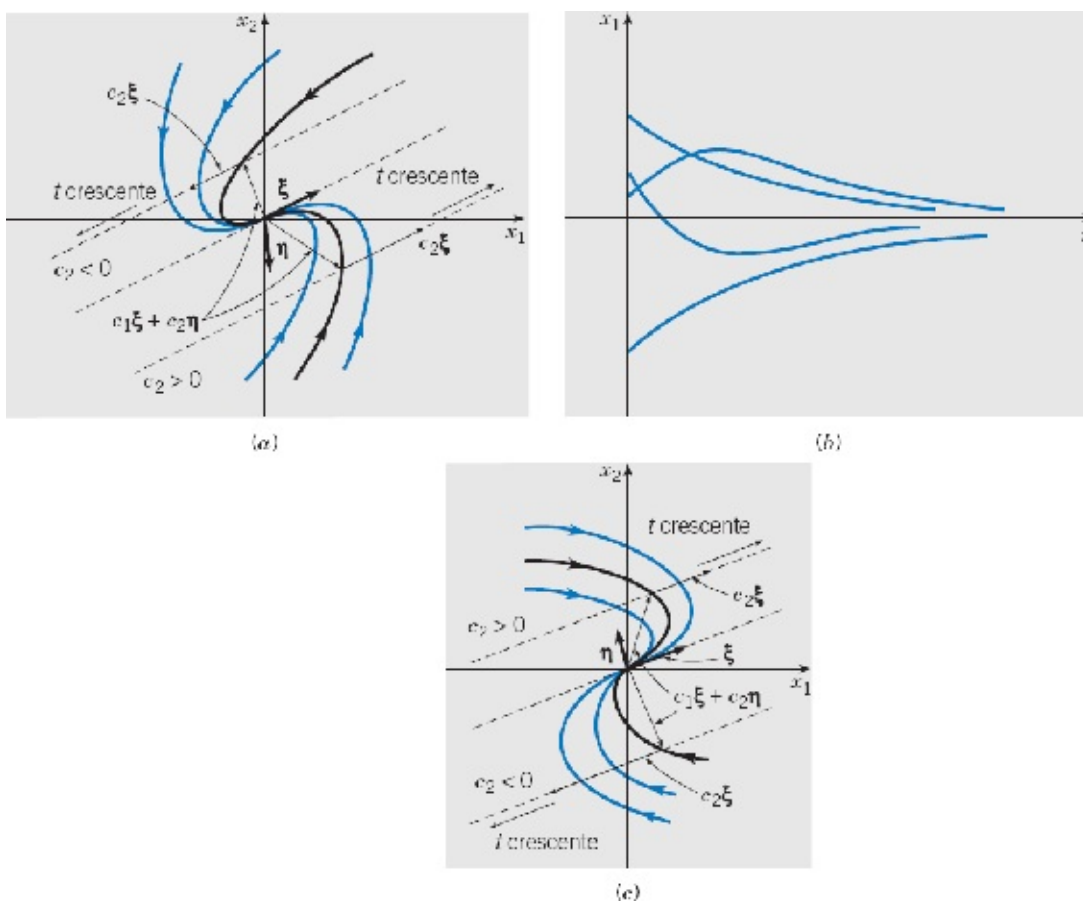 x₂
c₂ξ
t crescente
t crescente
ξ
x₁
η
c₂ξ
c₂ < 0
c₁ξ + c₂η
c₂ > 0
(a)
x₁
(b)
x₂
t crescente
c₂ξ
c₂ > 0
η
ξ
x₁
c₁ξ + c₂η
c₂ < 0
c₂ξ
t crescente
(c)